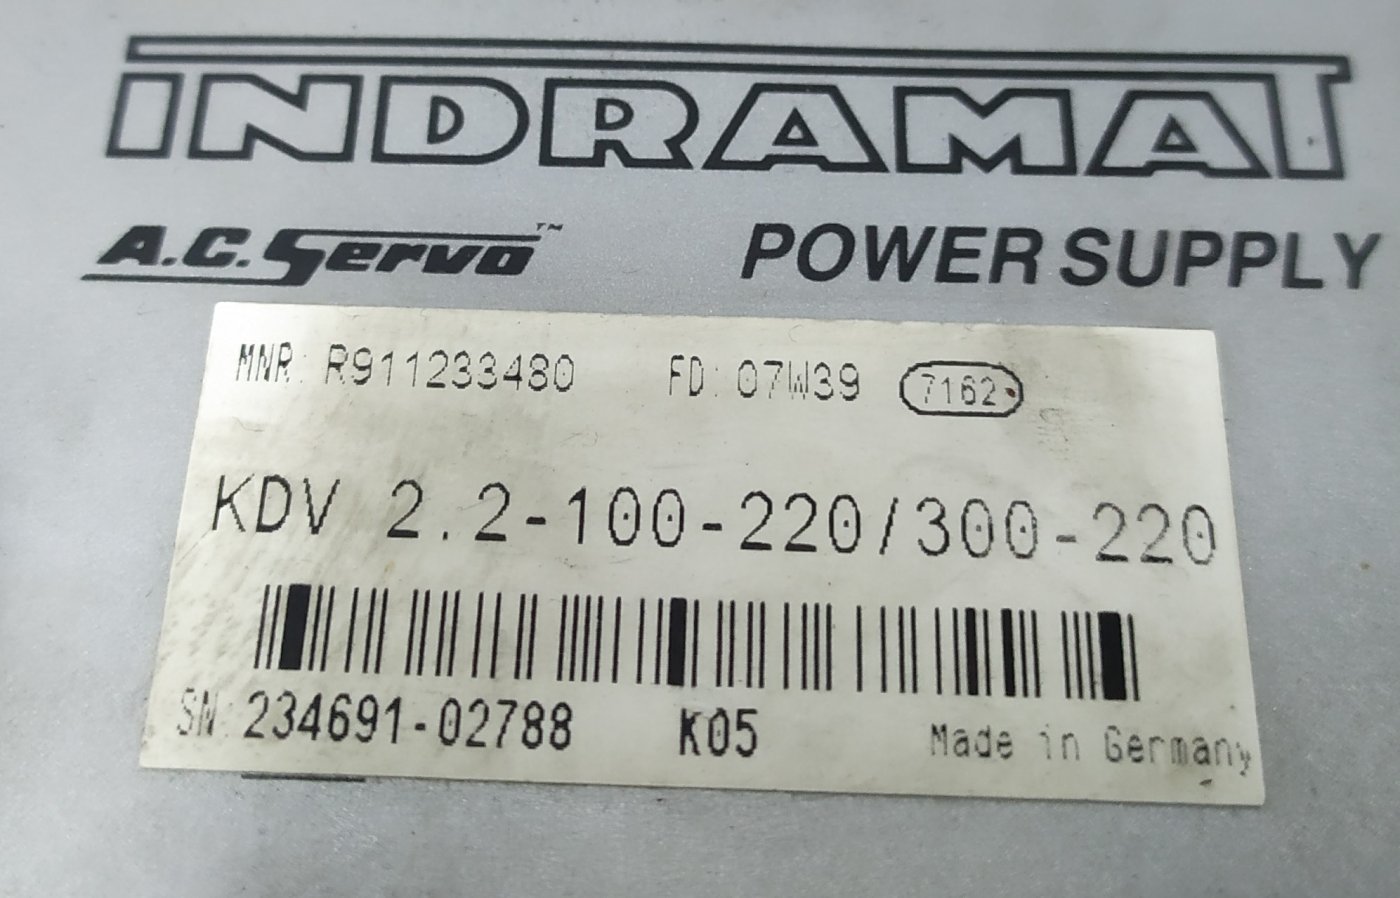 INDRAMAT
A.C. Servo™ POWER SUPPLY
MNR: R911233480 FD: 07W39 7162
KDV 2.2-100-220/300-220
SN: 234691-02788 K05 Made in Germany